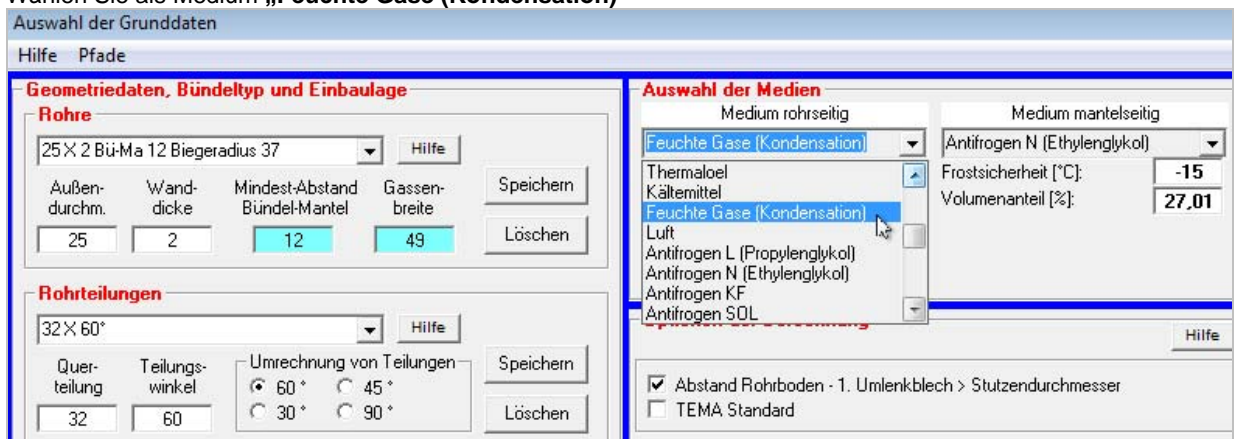 Wählen Sie als Medium „Feuchte Gase (Kondensation)“
Auswahl der Grunddaten
Hilfe Pfade
Geometriedaten, Bündeltyp und Einbaulage
Rohre
25 X 2 Bü-Ma 12 Biegeradius 37
Hilfe
Außen-durchm.
Wand-dicke
Mindest-Abstand Bündel-Mantel
Gassen-breite
Speichern
25
2
12
49
Löschen
Rohrteilungen
32 X 60°
Hilfe
Quer-teilung
Teilungs-winkel
Umrechnung von Teilungen
60 °
45 °
30 °
90 °
Speichern
32
60
Löschen
Auswahl der Medien
Medium rohrseitig
Medium mantelseitig
Feuchte Gase (Kondensation)
Antifrogen N (Ethylenglykol)
Thermaloel
Kältemittel
Feuchte Gase (Kondensation)
Luft
Antifrogen L (Propylenglykol)
Antifrogen N (Ethylenglykol)
Antifrogen KF
Antifrogen SOL
Frostsicherheit [°C]:
-15
Volumenanteil [%]:
27,01
Hilfe
Abstand Rohrboden - 1. Umlenkblech > Stutzendurchmesser
TEMA Standard